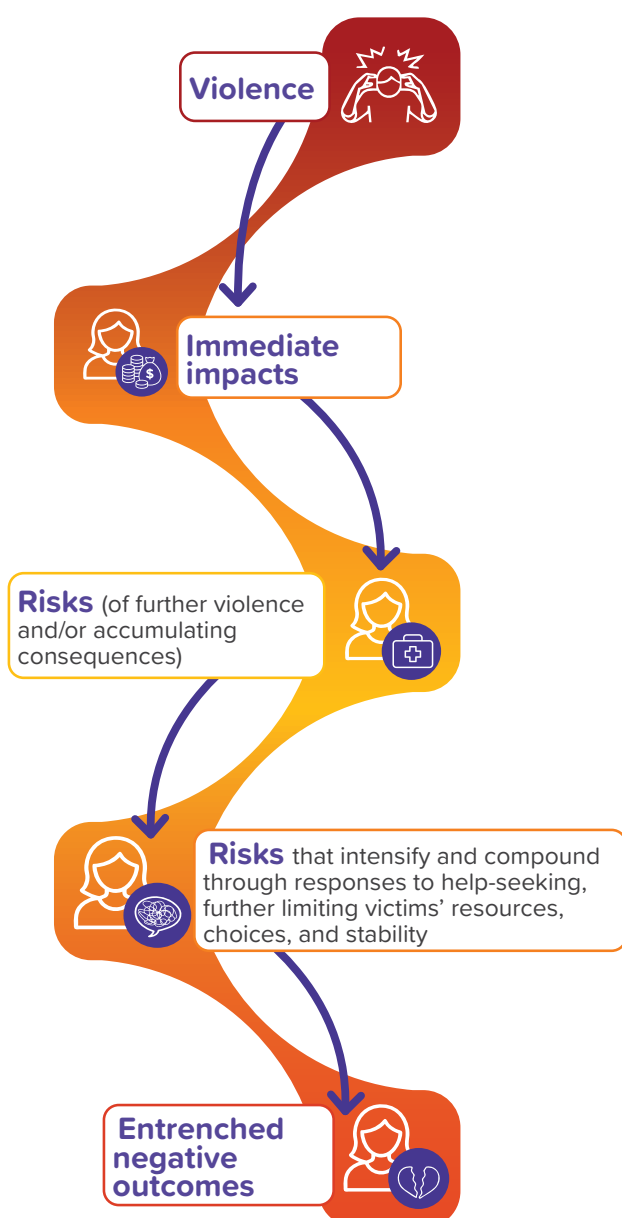 Violence
Immediate
impacts
Risks (of further violence
and/or accumulating
consequences)
Risks that intensify and compound
through responses to help-seeking,
further limiting victims’ resources,
choices, and stability
Entrenched
negative
outcomes